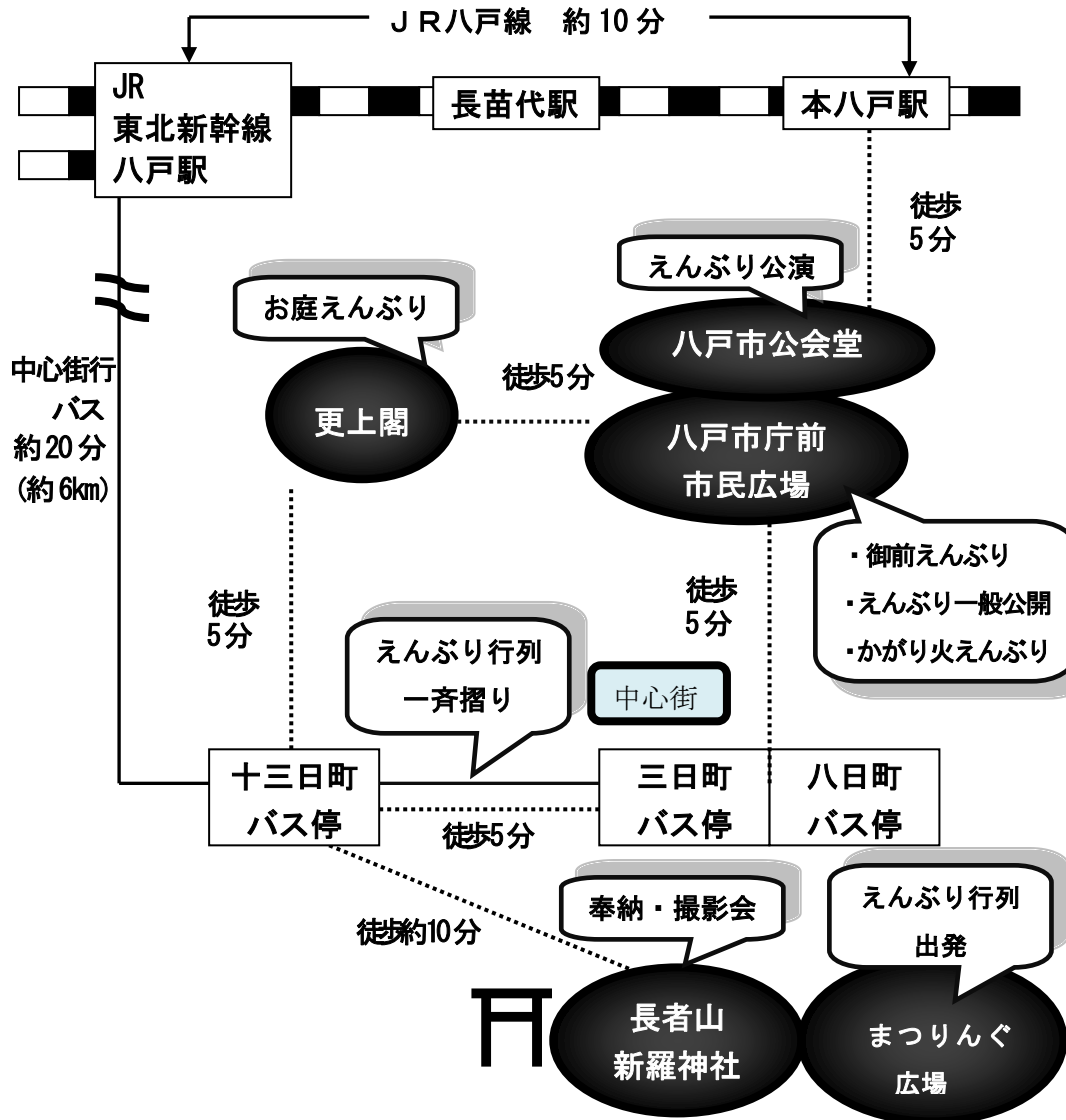 ＪＲ八戸線　約10分
JR
東北新幹線
八戸駅
長苗代駅
本八戸駅
徒歩
5分
えんぶり公演
お庭えんぶり
八戸市公会堂
中心街行
バス
約20分
(約6km)
徒歩5分
更上閣
八戸市庁前
市民広場
・御前えんぶり
・えんぶり一般公開
・かがり火えんぶり
徒歩
5分
徒歩
5分
えんぶり行列
一斉摺り
中心街
十三日町
バス停
三日町
バス停
八日町
バス停
徒歩5分
徒歩約10分
奉納・撮影会
えんぶり行列
出発
長者山
新羅神社
まつりんぐ
広場